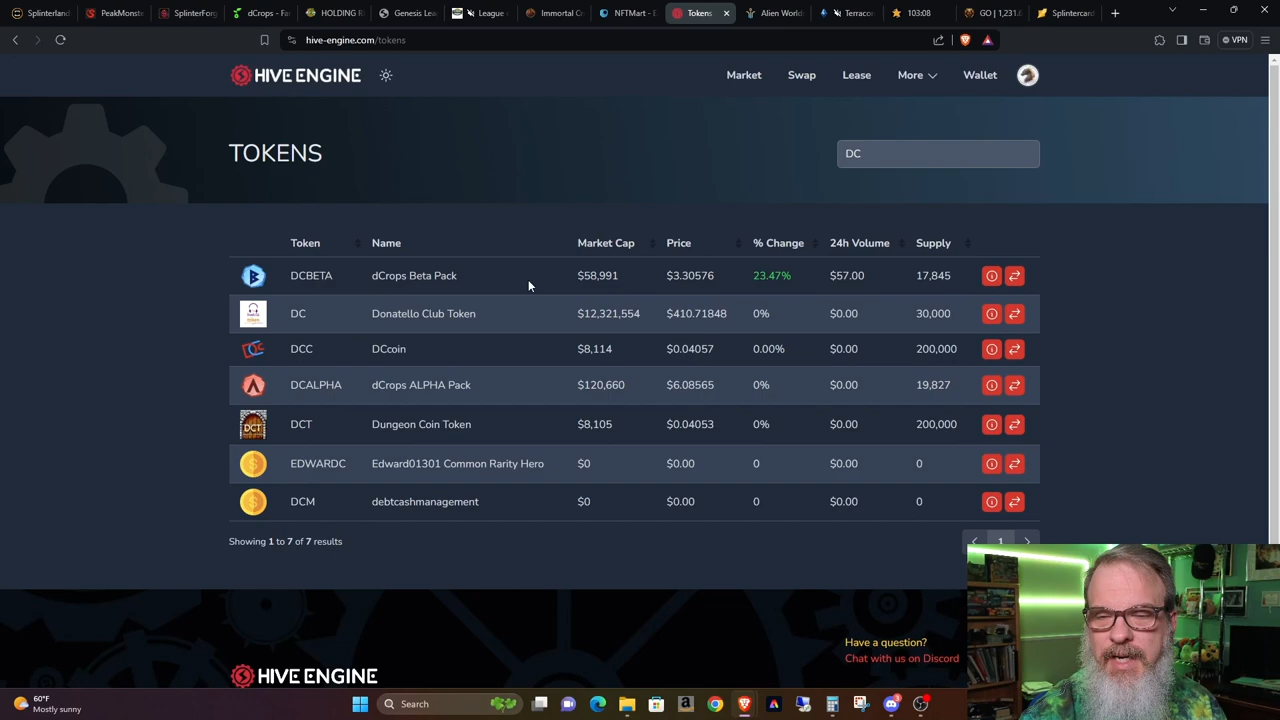 Splinterland
PeakMonste
SplinterForg
dCrops - Fa
HOLDING R
Genesis Lea
League
Immortal Cr
NFTMart - E
Tokens
Alien World
Terracor
103:08
GO | 1,231.
Splintercard
hive-engine.com/tokens
VPN
HIVE ENGINE
Market
Swap
Lease
More
Wallet
TOKENS
DC
Token Name Market Cap Price % Change 24h Volume Supply
DCBETA dCrops Beta Pack $58,991 $3.30576 23.47% $57.00 17,845
DC Donatello Club Token $12,321,554 $410.71848 0% $0.00 30,000
DCC DCcoin $8,114 $0.04057 0.00% $0.00 200,000
DCALPHA dCrops ALPHA Pack $120,660 $6.08565 0% $0.00 19,827
DCT Dungeon Coin Token $8,105 $0.04053 0% $0.00 200,000
EDWARDC Edward01301 Common Rarity Hero $0 $0.00 0 $0.00 0
DCM debtcashmanagement $0 $0.00 0 $0.00 0
Showing 1 to 7 of 7 results
1
Have a question?
Chat with us on Discord
HIVE ENGINE
60°F
Mostly sunny
Search